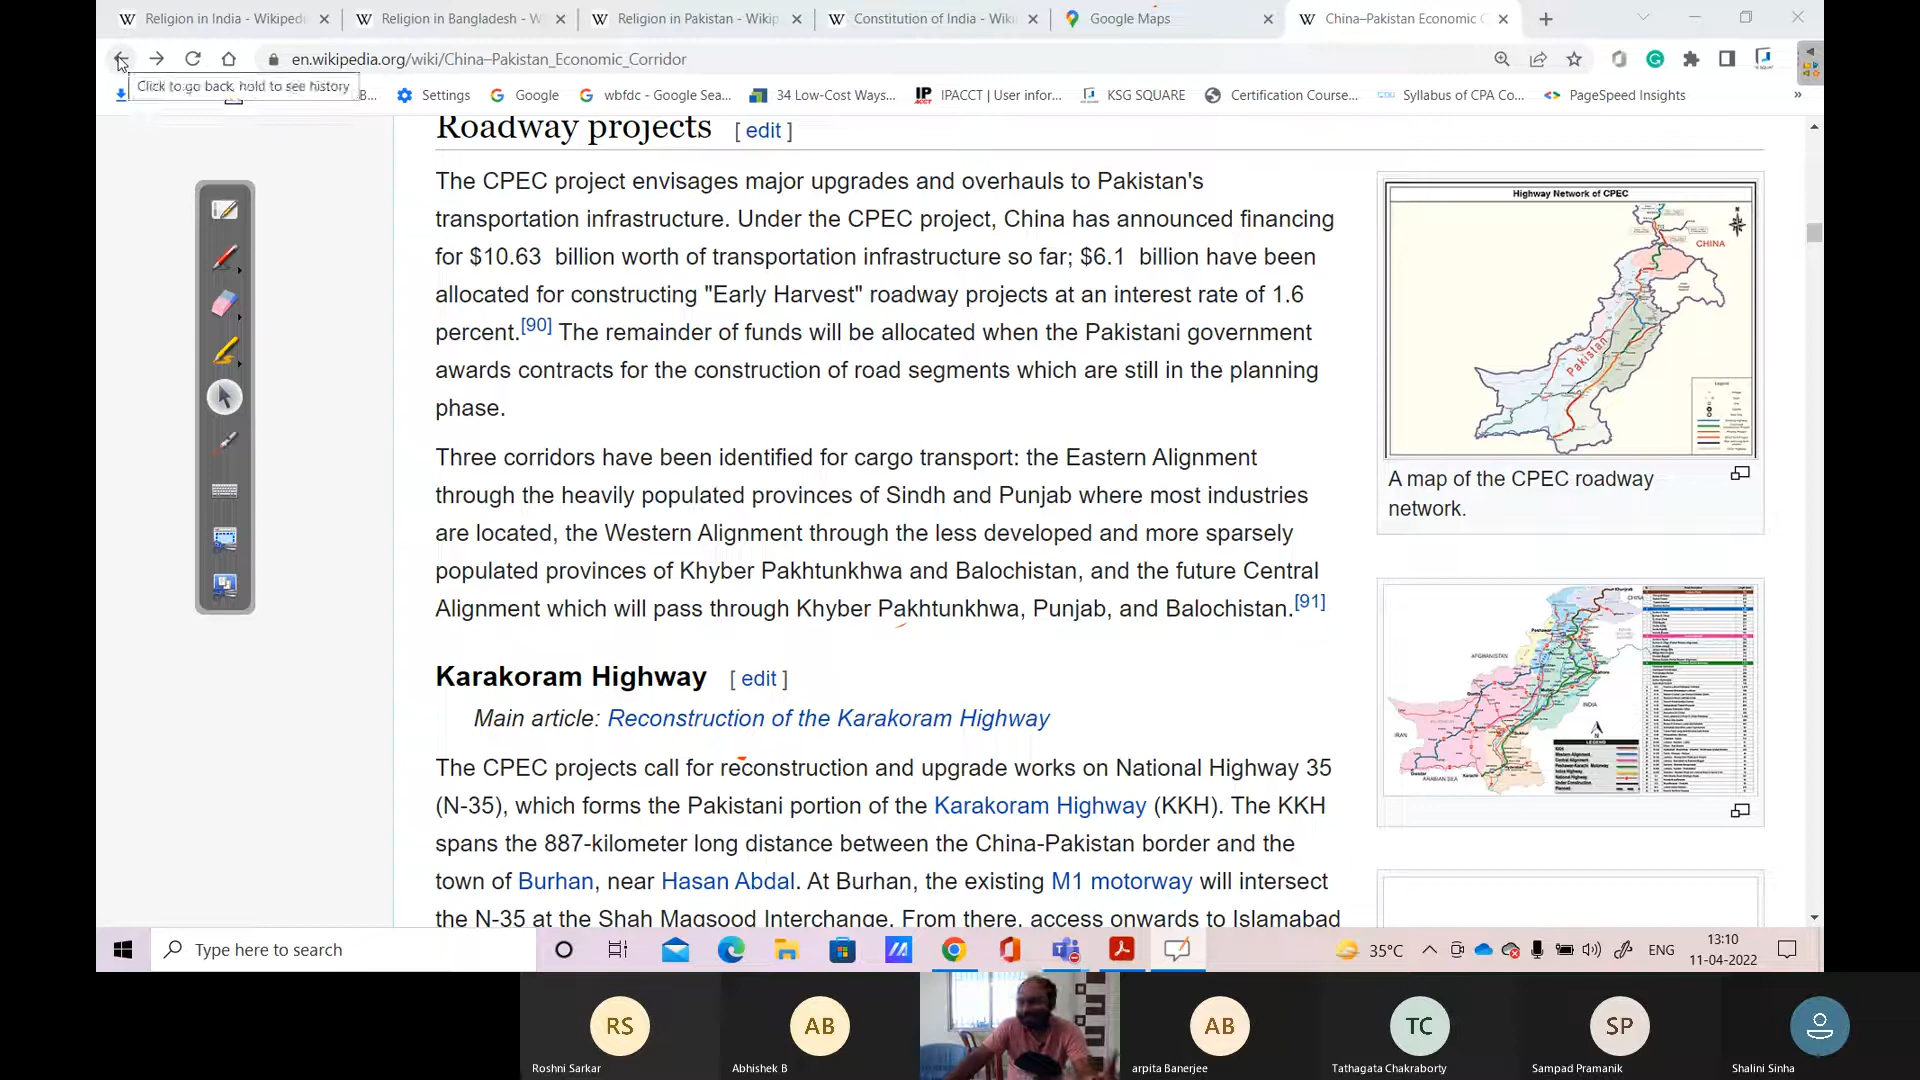 Religion in India - Wikipedi
Religion in Bangladesh - W
Religion in Pakistan - Wikip
Constitution of India - Wiki
Google Maps
China–Pakistan Economic C
en.wikipedia.org/wiki/China–Pakistan_Economic_Corridor
Click to go back, hold to see history
B...
Settings
Google
wbfdc - Google Sea...
34 Low-Cost Ways...
IPACCT | User infor...
KSG SQUARE
Certification Course...
Syllabus of CPA Co...
PageSpeed Insights
»
Roadway projects [ edit ]
The CPEC project envisages major upgrades and overhauls to Pakistan's
transportation infrastructure. Under the CPEC project, China has announced financing
for $10.63 billion worth of transportation infrastructure so far; $6.1 billion have been
allocated for constructing "Early Harvest" roadway projects at an interest rate of 1.6
percent.[90] The remainder of funds will be allocated when the Pakistani government
awards contracts for the construction of road segments which are still in the planning
phase.
Three corridors have been identified for cargo transport: the Eastern Alignment
through the heavily populated provinces of Sindh and Punjab where most industries
are located, the Western Alignment through the less developed and more sparsely
populated provinces of Khyber Pakhtunkhwa and Balochistan, and the future Central
Alignment which will pass through Khyber Pakhtunkhwa, Punjab, and Balochistan.[91]
Karakoram Highway [ edit ]
Main article: Reconstruction of the Karakoram Highway
The CPEC projects call for reconstruction and upgrade works on National Highway 35
(N-35), which forms the Pakistani portion of the Karakoram Highway (KKH). The KKH
spans the 887-kilometer long distance between the China-Pakistan border and the
town of Burhan, near Hasan Abdal. At Burhan, the existing M1 motorway will intersect
the N-35 at the Shah Maqsood Interchange. From there, access onwards to Islamabad
Highway Network of CPEC
CHINA
Pakistan
A map of the CPEC roadway
network.
AFGHANISTAN
INDIA
IRAN
ARABIAN SEA
LEGEND
Type here to search
35°C
ENG
13:10
11-04-2022
RS
AB
AB
TC
SP
Roshni Sarkar
Abhishek B
arpita Banerjee
Tathagata Chakraborty
Sampad Pramanik
Shalini Sinha